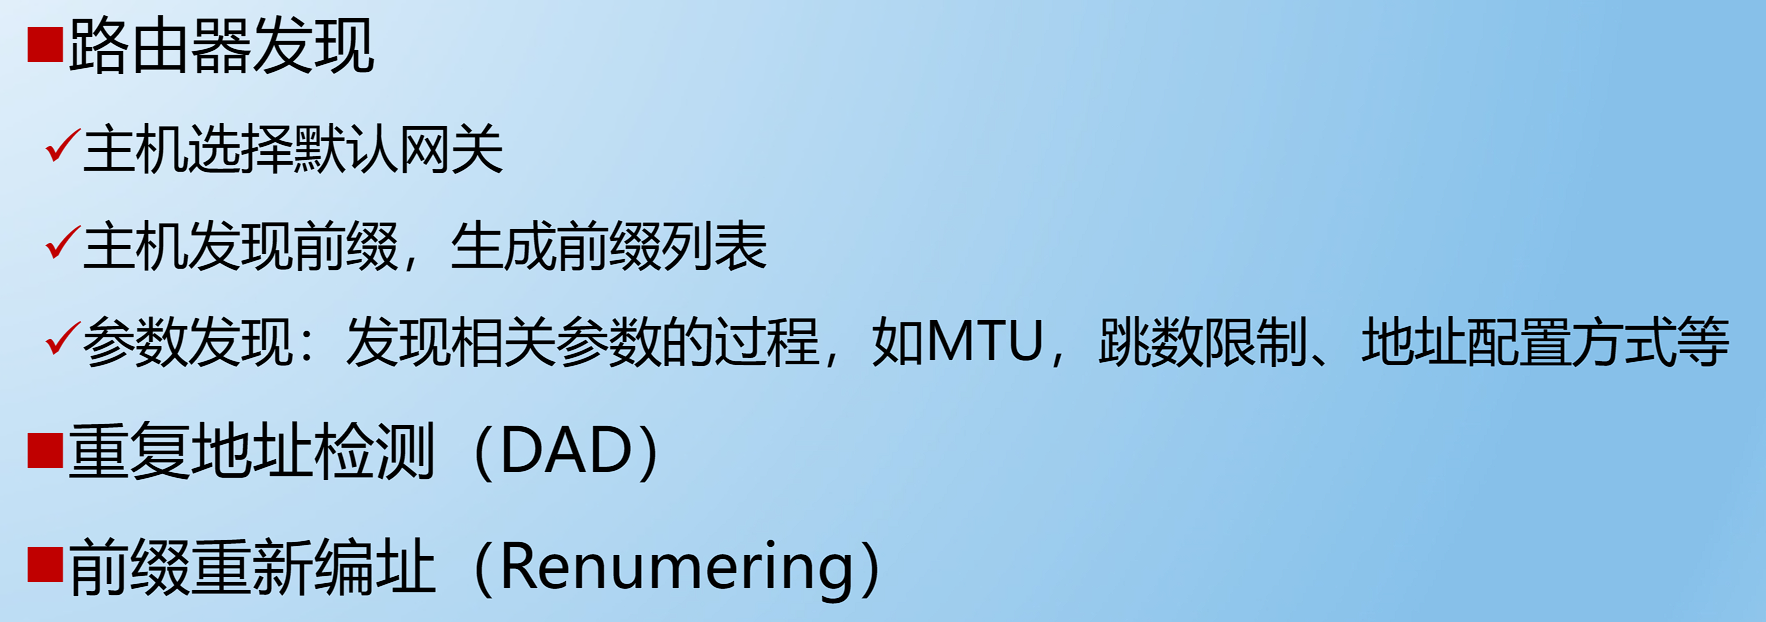 ■路由器发现
✓主机选择默认网关
✓主机发现前缀，生成前缀列表
✓参数发现：发现相关参数的过程，如MTU，跳数限制、地址配置方式等
■重复地址检测（DAD）
■前缀重新编址（Renumering）